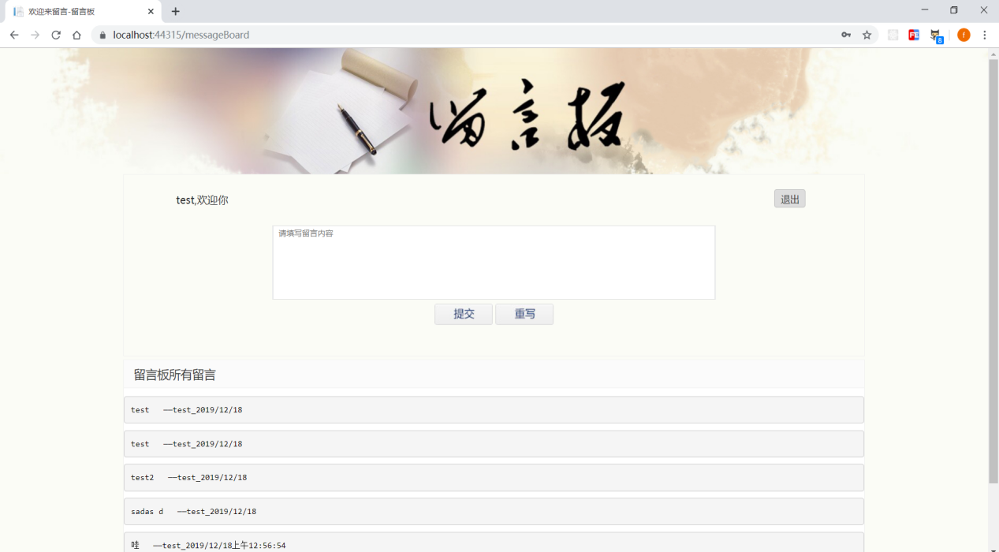 欢迎来留言-留言板
localhost:44315/messageBoard
FE
8
f
留言板
test,欢迎你
退出
请填写留言内容
提交 重写
留言板所有留言
test ——test_2019/12/18
test ——test_2019/12/18
test2 ——test_2019/12/18
sadas d ——test_2019/12/18
哇 ——test_2019/12/18上午12:56:54